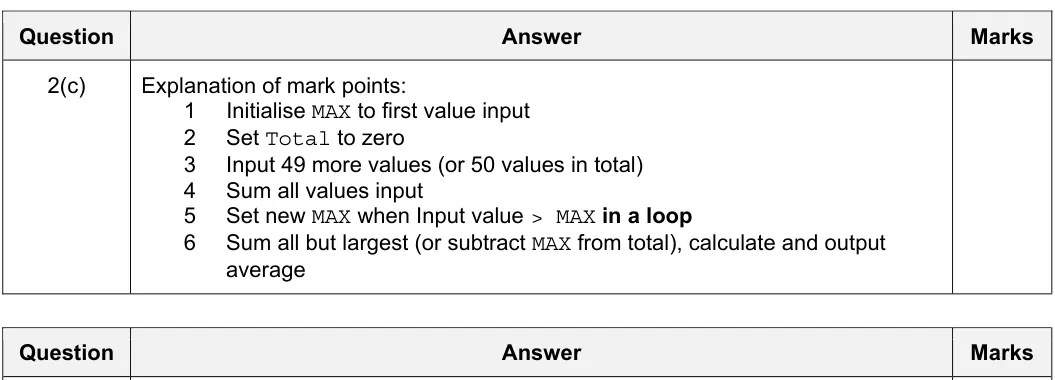 Question Answer Marks
2(c) Explanation of mark points:
1 Initialise MAX to first value input
2 Set Total to zero
3 Input 49 more values (or 50 values in total)
4 Sum all values input
5 Set new MAX when Input value > MAX in a loop
6 Sum all but largest (or subtract MAX from total), calculate and output
average
Question Answer Marks